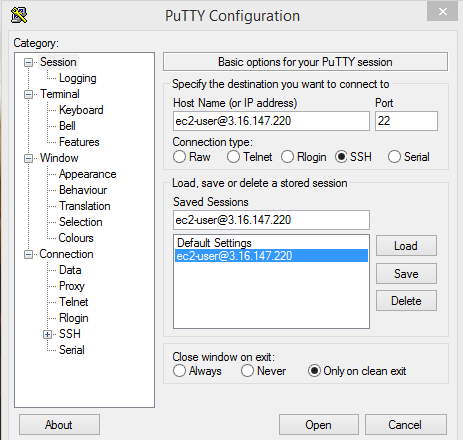 PuTTY Configuration
Category:
Session
Logging
Terminal
Keyboard
Bell
Features
Window
Appearance
Behaviour
Translation
Selection
Colours
Connection
Data
Proxy
Telnet
Rlogin
SSH
Serial
Basic options for your PuTTY session
Specify the destination you want to connect to
Host Name (or IP address) Port
ec2-user@3.16.147.220 22
Connection type:
Raw Telnet Rlogin SSH Serial
Load, save or delete a stored session
Saved Sessions
ec2-user@3.16.147.220
Default Settings
ec2-user@3.16.147.220
Load
Save
Delete
Close window on exit:
Always Never Only on clean exit
About Open Cancel